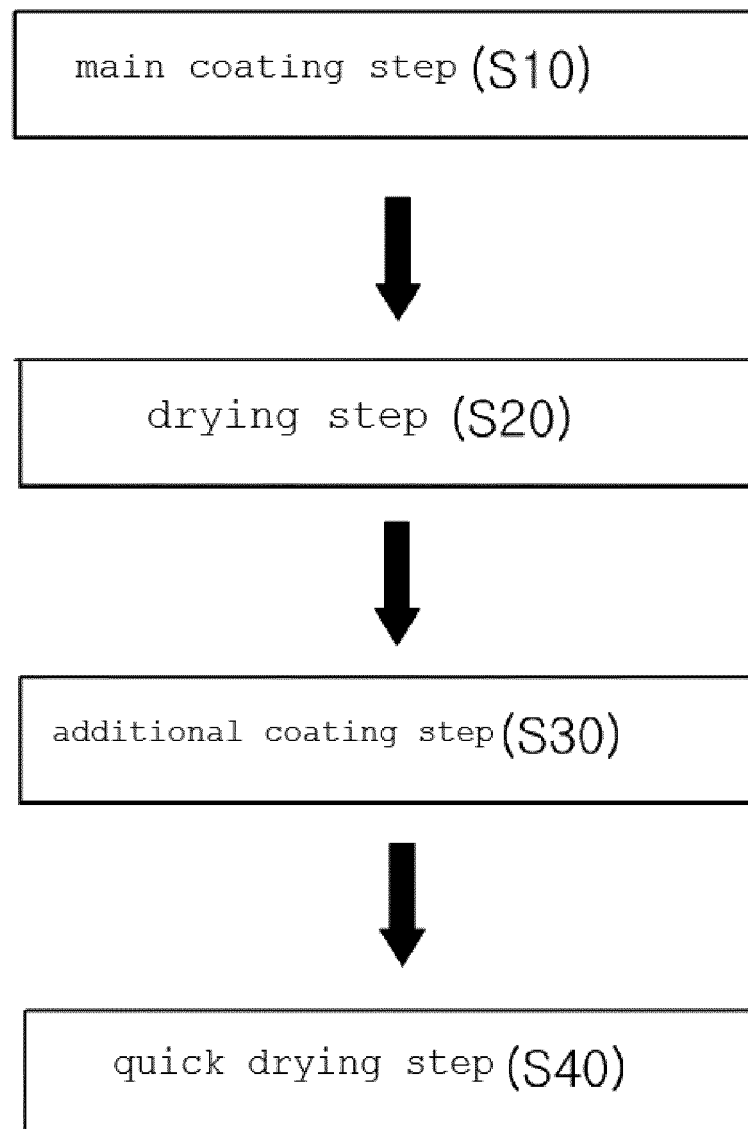 main coating step (S10)
drying step (S20)
additional coating step (S30)
quick drying step (S40)